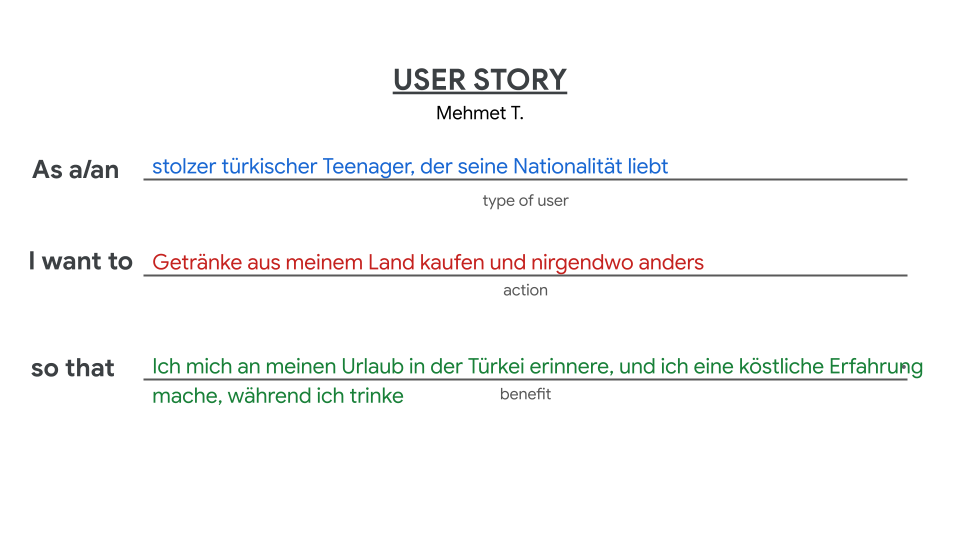 USER STORY
Mehmet T.
As a/an stolzer türkischer Teenager, der seine Nationalität liebt
type of user
I want to Getränke aus meinem Land kaufen und nirgendwo anders
action
so that Ich mich an meinen Urlaub in der Türkei erinnere, und ich eine köstliche Erfahrung
mache, während ich trinke
benefit